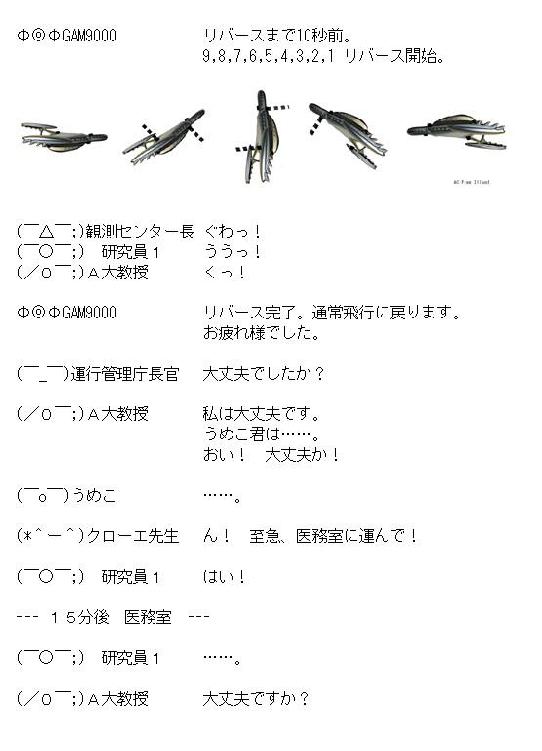 Φ◎ΦGAM9000　　リバースまで10秒前。
9,8,7,6,5,4,3,2,1 リバース開始。
AC:Free Illust
(￣△￣;)観測センター長　ぐわっ！
(￣○￣;)　研究員１　ううっ！
(／０￣;)Ａ大教授　くっ！
Φ◎ΦGAM9000　　リバース完了。通常飛行に戻ります。
お疲れ様でした。
(￣_￣)運行管理庁長官　大丈夫でしたか？
(／０￣;)Ａ大教授　私は大丈夫です。
うめこ君は……。
おい！　大丈夫か！
(￣o￣)うめこ　……。
(*＾ー＾)クローエ先生　ん！　至急、医務室に運んで！
(￣○￣;)　研究員１　はい！
--- １５分後　医務室　---
(￣○￣;)　研究員１　……。
(／０￣;)Ａ大教授　大丈夫ですか？